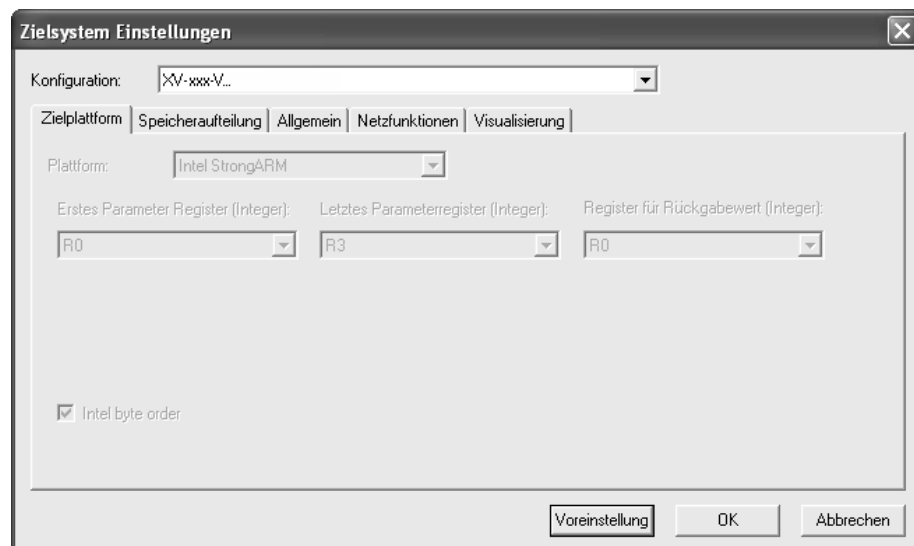 Zielsystem Einstellungen
Konfiguration: XV-xxx-V...
Zielplattform Speicheraufteilung Allgemein Netzfunktionen Visualisierung
Plattform: Intel StrongARM
Erstes Parameter Register (Integer): Letztes Parameterregister (Integer): Register für Rückgabewert (Integer):
R0 R3 R0
Intel byte order
Voreinstellung OK Abbrechen